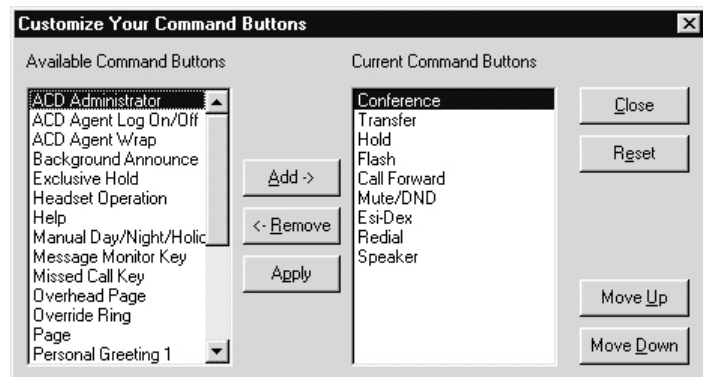 Customize Your Command Buttons
Available Command Buttons
ACD Administrator
ACD Agent Log On/Off
ACD Agent Wrap
Background Announce
Exclusive Hold
Headset Operation
Help
Manual Day/Night/Holic
Message Monitor Key
Missed Call Key
Overhead Page
Override Ring
Page
Personal Greeting 1
Add ->
<- Remove
Apply
Current Command Buttons
Conference
Transfer
Hold
Flash
Call Forward
Mute/DND
Esi-Dex
Redial
Speaker
Close
Reset
Move Up
Move Down